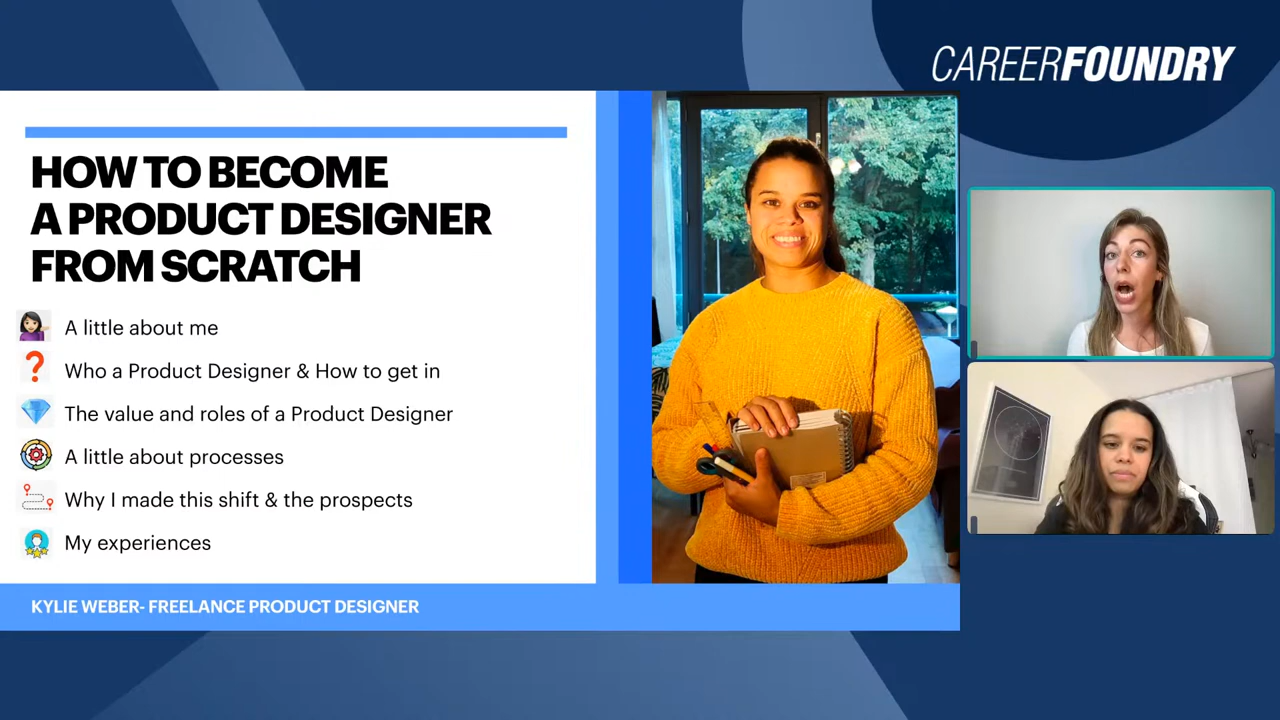 CAREERFOUNDRY
HOW TO BECOME
A PRODUCT DESIGNER
FROM SCRATCH
A little about me
Who a Product Designer & How to get in
The value and roles of a Product Designer
A little about processes
Why I made this shift & the prospects
My experiences
KYLIE WEBER- FREELANCE PRODUCT DESIGNER